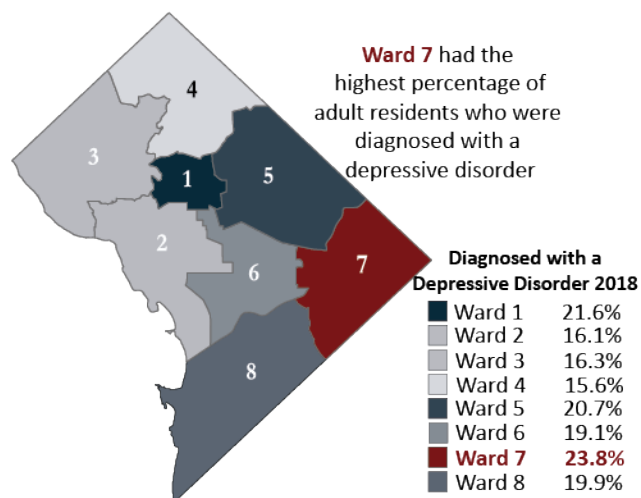 Ward 7 had the
highest percentage of
adult residents who were
diagnosed with a
depressive disorder
4
3
1
5
2
6
7
8
Diagnosed with a
Depressive Disorder 2018
Ward 1 21.6%
Ward 2 16.1%
Ward 3 16.3%
Ward 4 15.6%
Ward 5 20.7%
Ward 6 19.1%
Ward 7 23.8%
Ward 8 19.9%